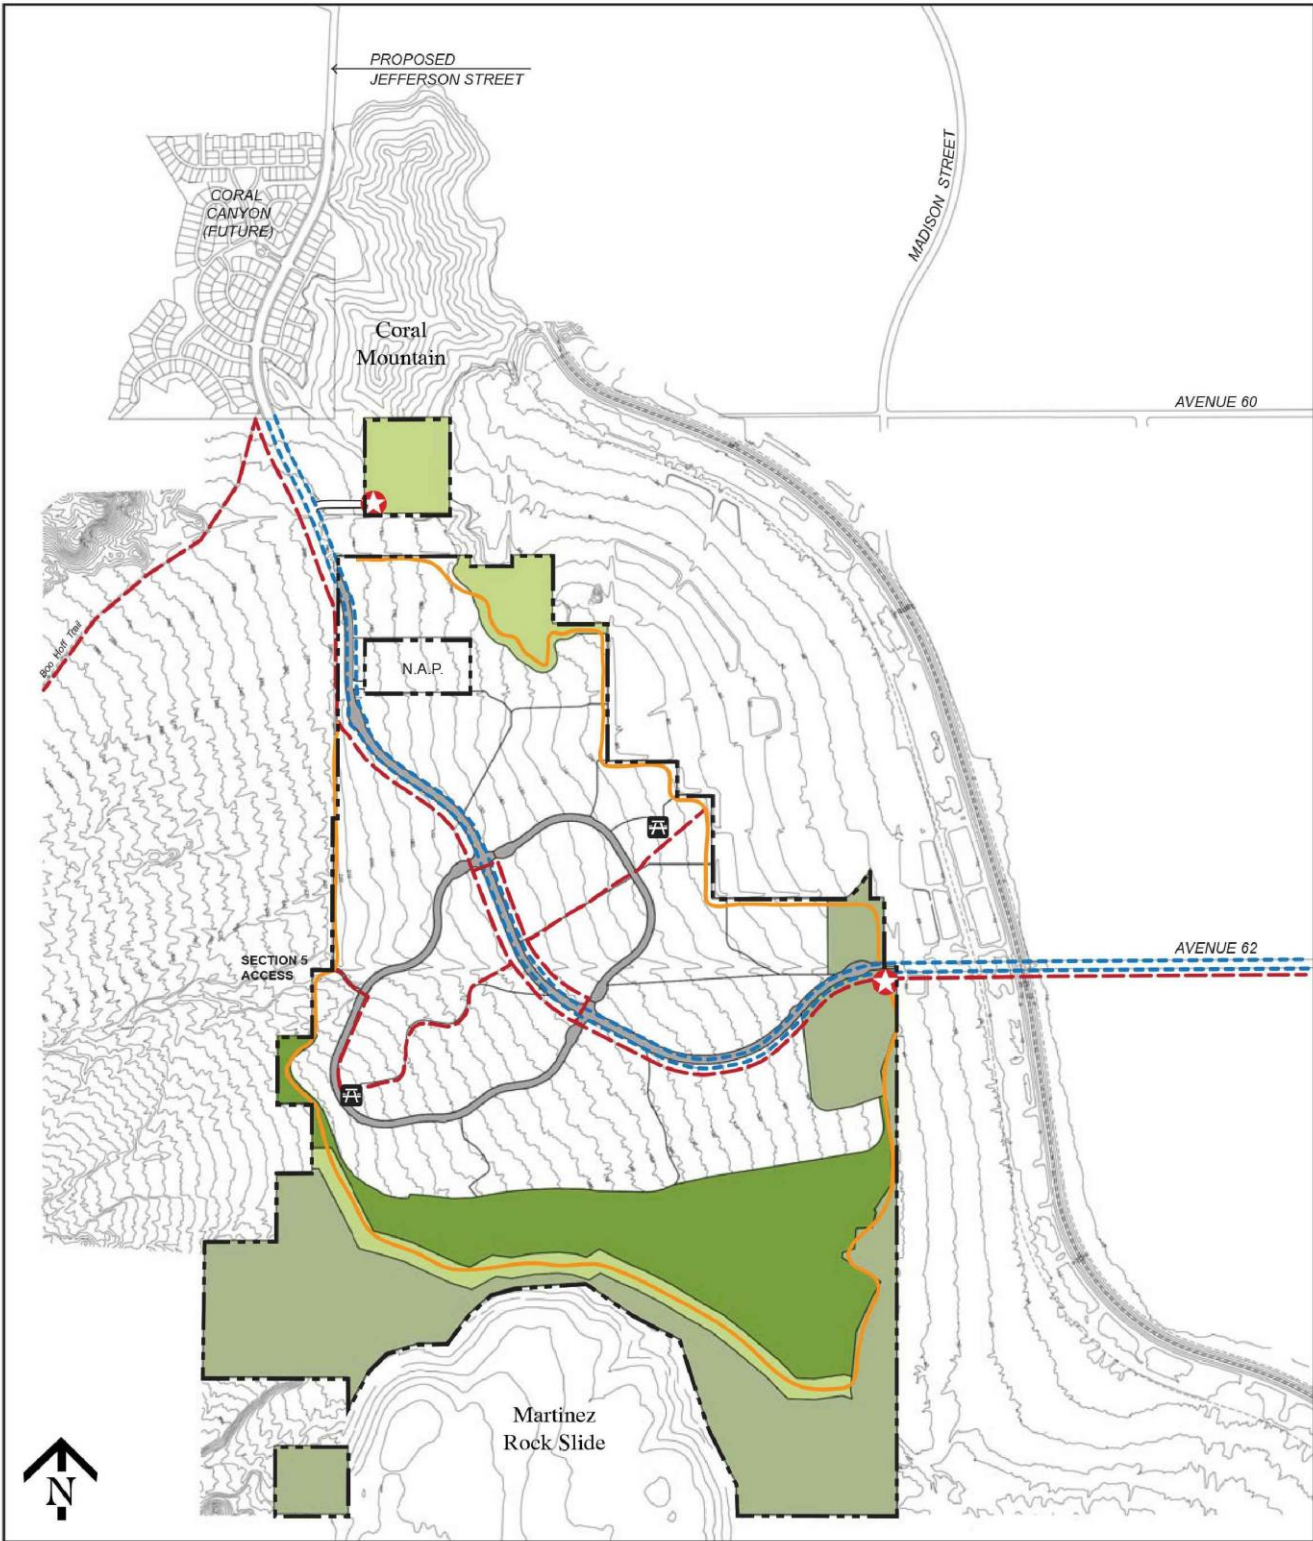 PROPOSED
JEFFERSON STREET
MADISON STREET
CORAL
CANYON
(FUTURE)
Coral
Mountain
AVENUE 60
Boo Hoff Trail
N.A.P.
SECTION 5
ACCESS
AVENUE 62
Martinez
Rock Slide
N